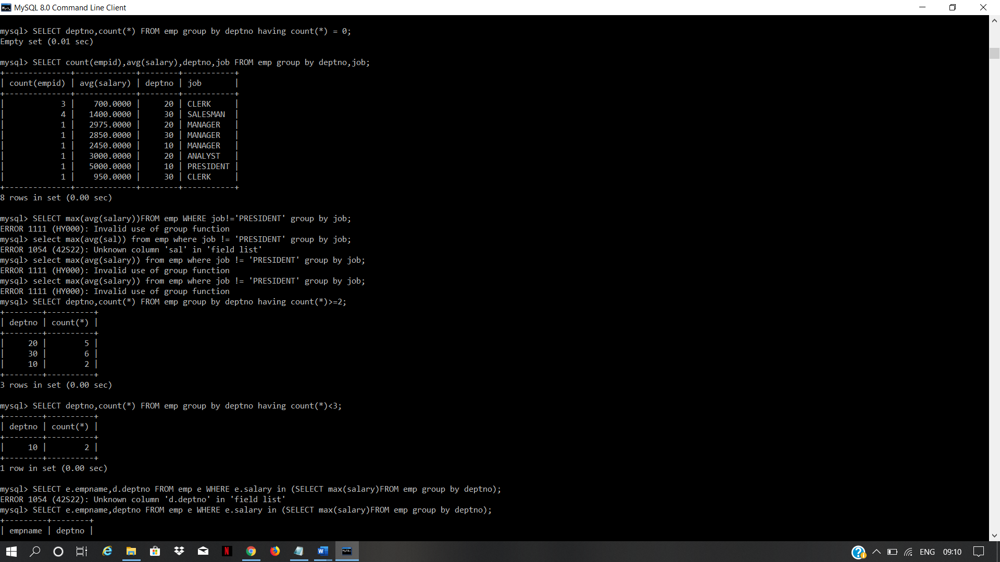 MySQL 8.0 Command Line Client
mysql> SELECT deptno,count(*) FROM emp group by deptno having count(*) = 0;
Empty set (0.01 sec)
mysql> SELECT count(empid),avg(salary),deptno,job FROM emp group by deptno,job;
+--------------+-------------+--------+-----------+
| count(empid) | avg(salary) | deptno | job       |
+--------------+-------------+--------+-----------+
|            3 |    700.0000 |     20 | CLERK     |
|            4 |   1400.0000 |     30 | SALESMAN  |
|            1 |   2975.0000 |     20 | MANAGER   |
|            1 |   2850.0000 |     30 | MANAGER   |
|            1 |   2450.0000 |     10 | MANAGER   |
|            1 |   3000.0000 |     20 | ANALYST   |
|            1 |   5000.0000 |     10 | PRESIDENT |
|            1 |    950.0000 |     30 | CLERK     |
+--------------+-------------+--------+-----------+
8 rows in set (0.00 sec)
mysql> SELECT max(avg(salary))FROM emp WHERE job!='PRESIDENT' group by job;
ERROR 1111 (HY000): Invalid use of group function
mysql> select max(avg(sal)) from emp where job != 'PRESIDENT' group by job;
ERROR 1054 (42S22): Unknown column 'sal' in 'field list'
mysql> select max(avg(salary)) from emp where job != 'PRESIDENT' group by job;
ERROR 1111 (HY000): Invalid use of group function
mysql> select max(avg(salary)) from emp where job != 'PRESIDENT' group by job;
ERROR 1111 (HY000): Invalid use of group function
mysql> SELECT deptno,count(*) FROM emp group by deptno having count(*)>=2;
+--------+----------+
| deptno | count(*) |
+--------+----------+
|     20 |        5 |
|     30 |        6 |
|     10 |        2 |
+--------+----------+
3 rows in set (0.00 sec)
mysql> SELECT deptno,count(*) FROM emp group by deptno having count(*)<3;
+--------+----------+
| deptno | count(*) |
+--------+----------+
|     10 |        2 |
+--------+----------+
1 row in set (0.00 sec)
mysql> SELECT e.empname,d.deptno FROM emp e WHERE e.salary in (SELECT max(salary)FROM emp group by deptno);
ERROR 1054 (42S22): Unknown column 'd.deptno' in 'field list'
mysql> SELECT e.empname,deptno FROM emp e WHERE e.salary in (SELECT max(salary)FROM emp group by deptno);
+---------+--------+
| empname | deptno |
ENG 09:10